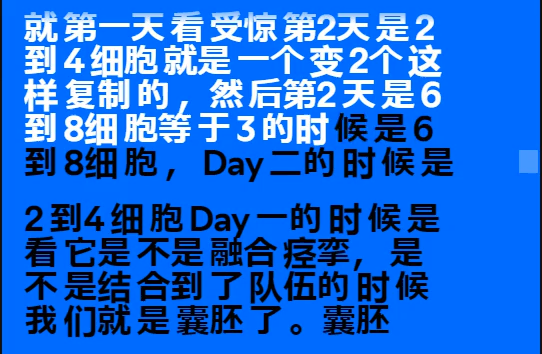 就第一天看受惊第2天是2
到4细胞就是一个变2个这
样复制的，然后第2天是6
到8细胞等于3的时候是6
到8细胞，Day二的时候是
2到4细胞Day一的时候是
看它是不是融合痉挛，是
不是结合到了队伍的时候
我们就是囊胚了。囊胚